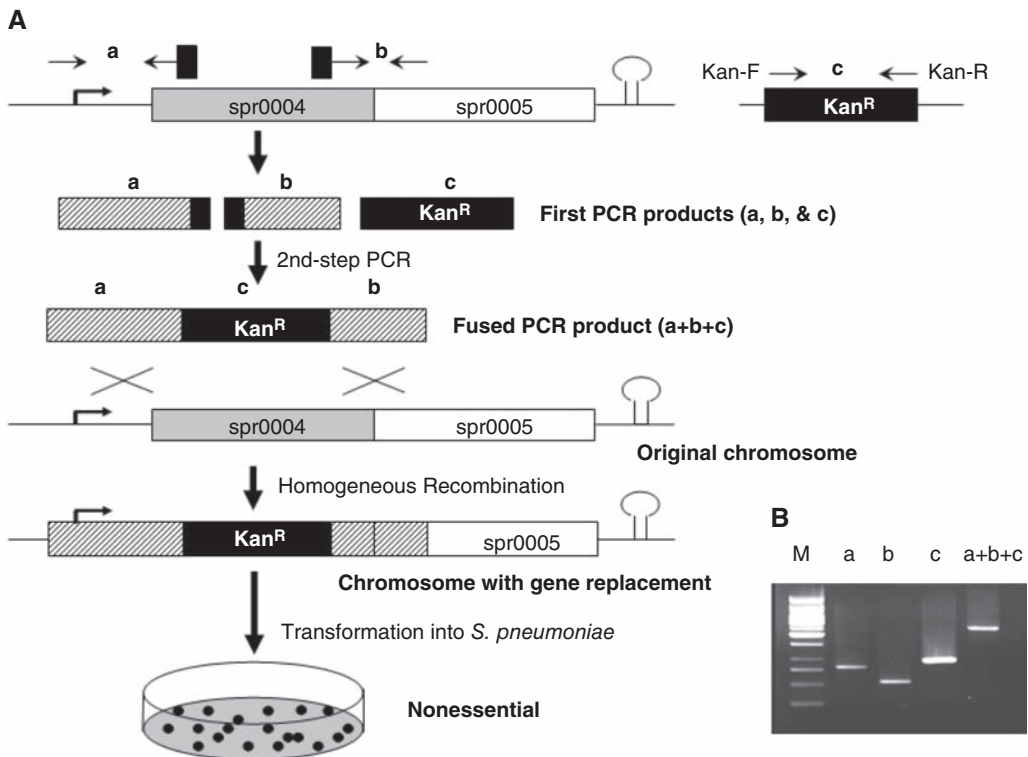 A
a
b
spr0004
spr0005
Kan-F
c
Kan-R
Kanᴿ
a
b
c
Kanᴿ
First PCR products (a, b, & c)
2nd-step PCR
a
c
b
Kanᴿ
Fused PCR product (a+b+c)
spr0004
spr0005
Original chromosome
Homogeneous Recombination
Kanᴿ
spr0005
Chromosome with gene replacement
Transformation into S. pneumoniae
Nonessential
B
M
a
b
c
a+b+c